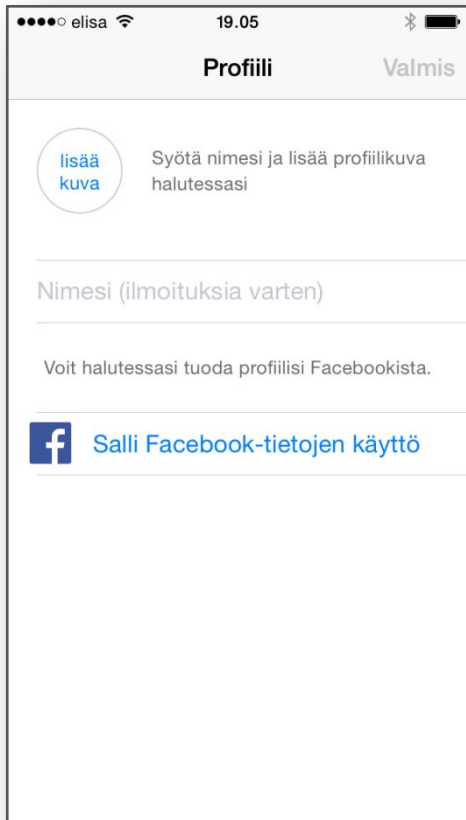 elisa 19.05
Profiili Valmis
lisää
kuva
Syötä nimesi ja lisää profiilikuva
halutessasi
Nimesi (ilmoituksia varten)
Voit halutessasi tuoda profiilisi Facebookista.
f Salli Facebook-tietojen käyttö